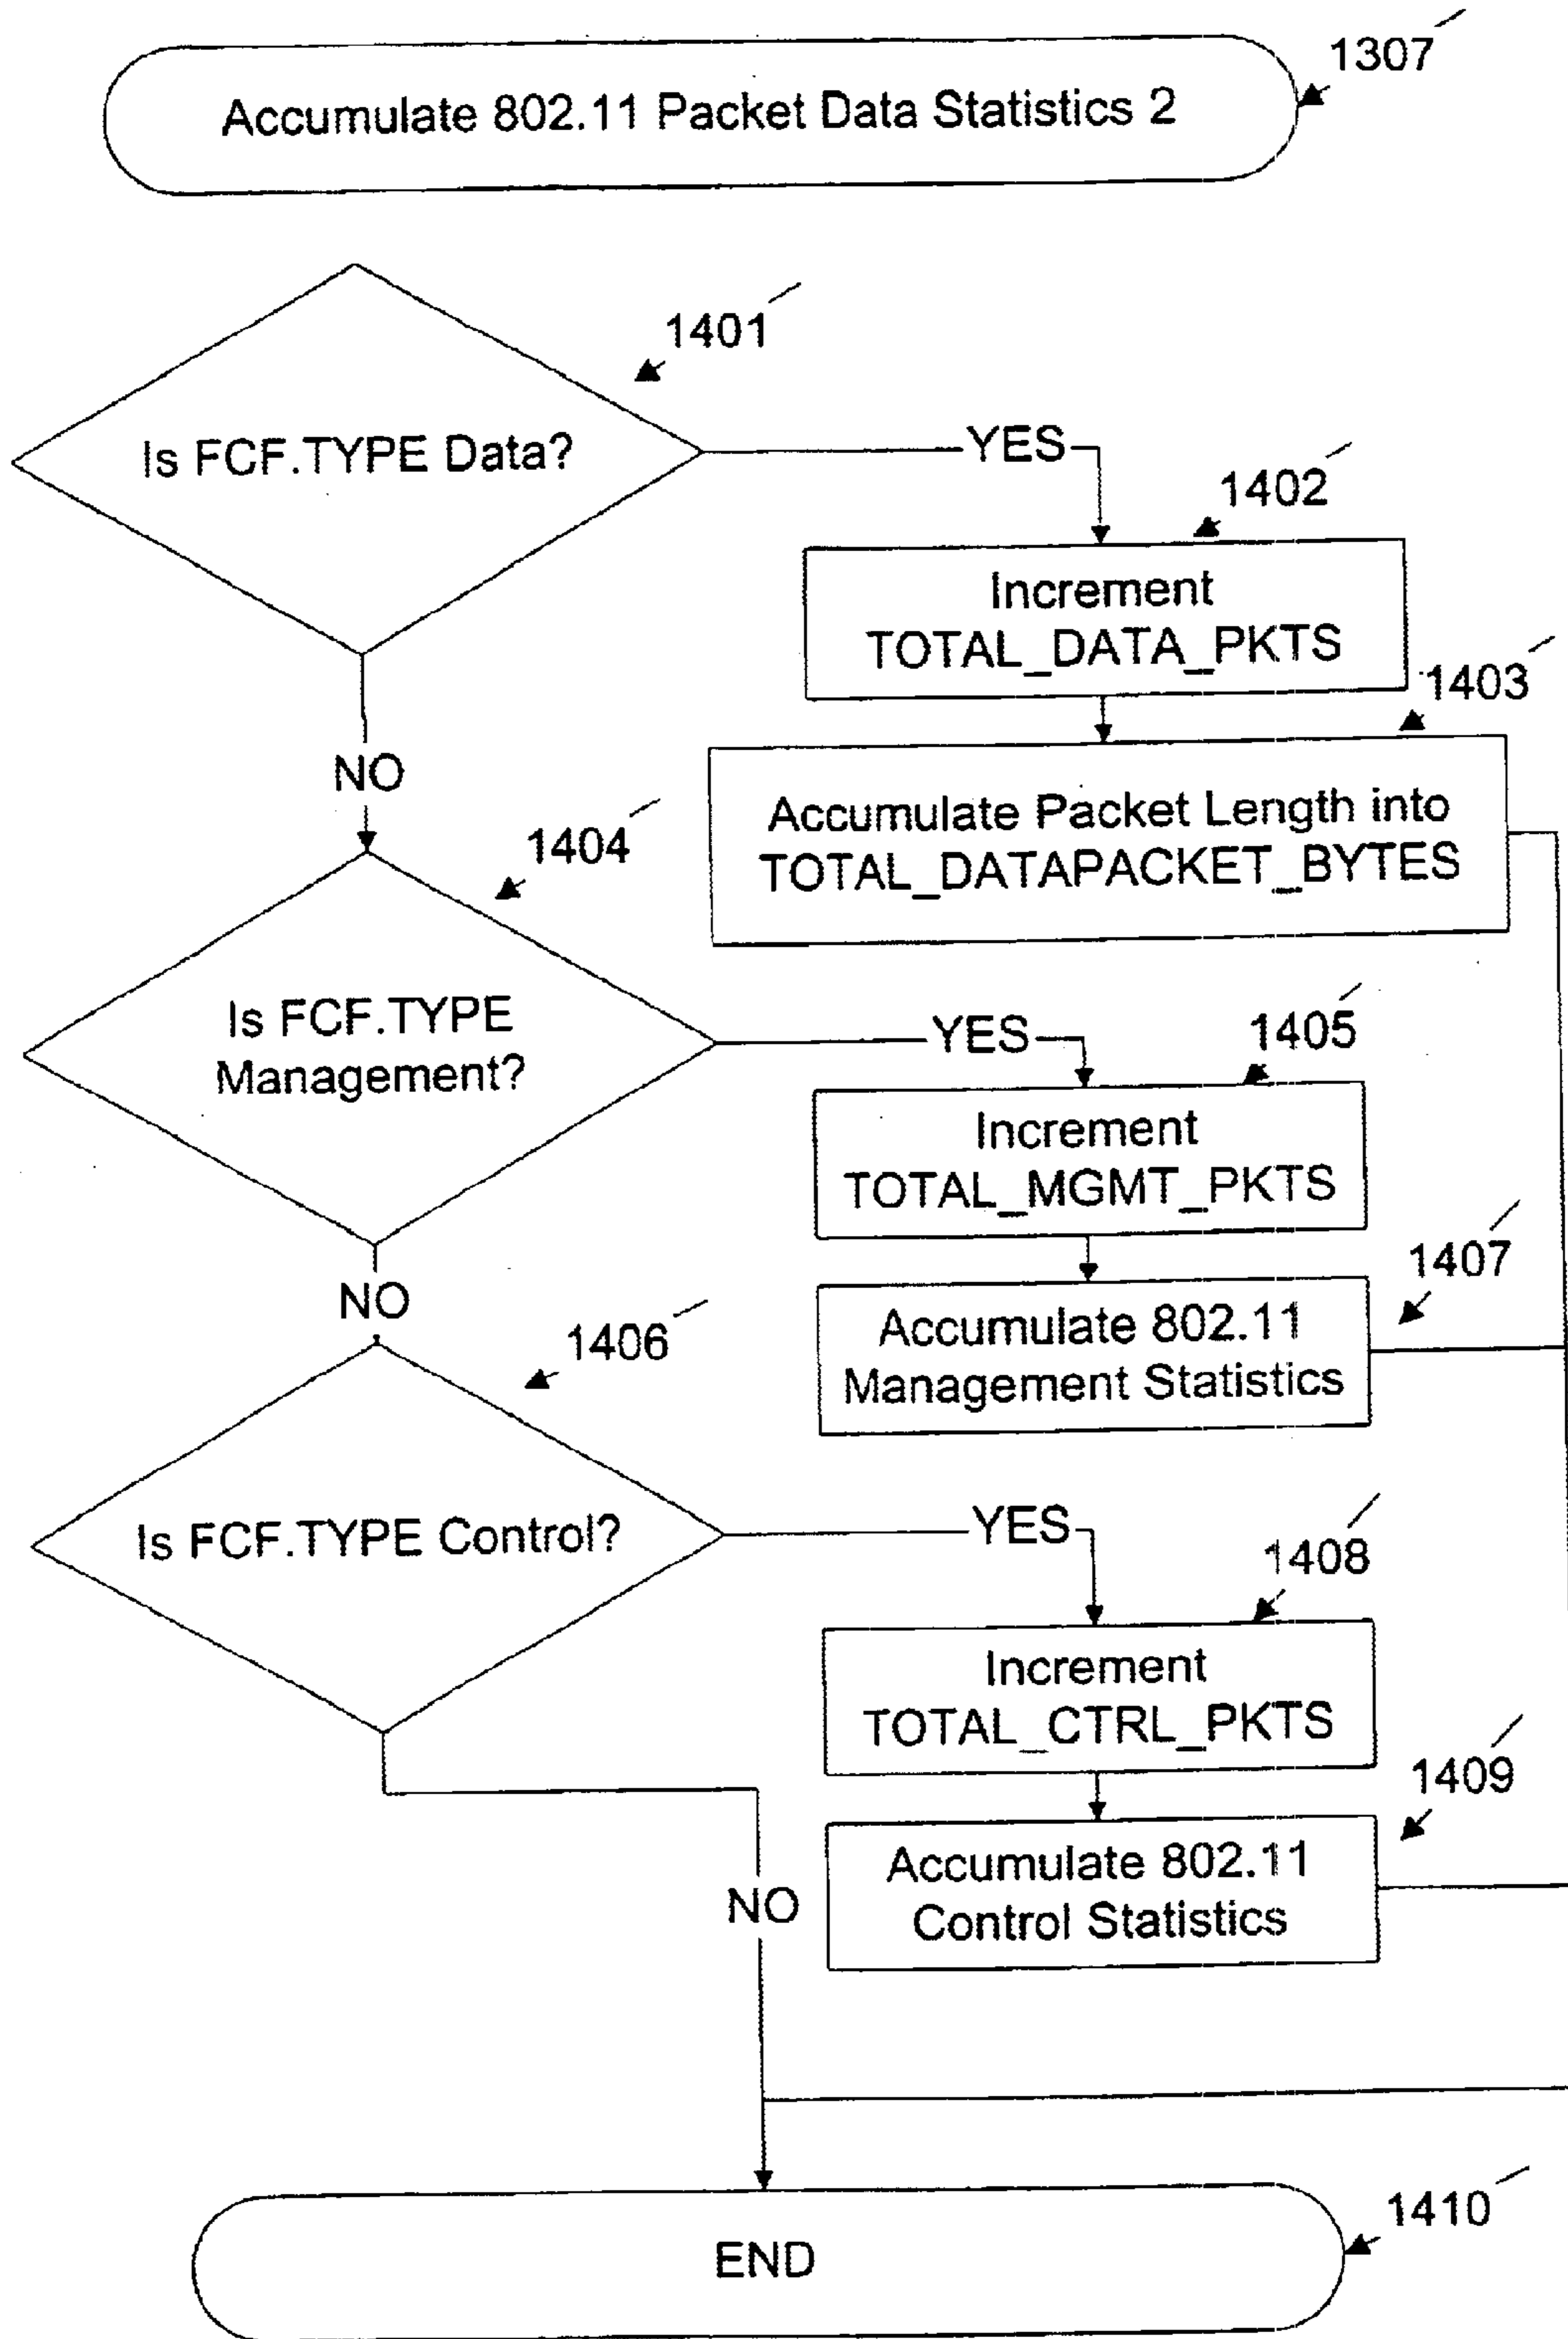 1307
Accumulate 802.11 Packet Data Statistics 2
1401
Is FCF.TYPE Data?
YES
1402
Increment
TOTAL_DATA_PKTS
1403
NO
Accumulate Packet Length into
TOTAL_DATAPACKET_BYTES
1404
Is FCF.TYPE
Management?
YES
1405
Increment
TOTAL_MGMT_PKTS
1407
NO
Accumulate 802.11
Management Statistics
1406
Is FCF.TYPE Control?
YES
1408
Increment
TOTAL_CTRL_PKTS
1409
NO
Accumulate 802.11
Control Statistics
1410
END